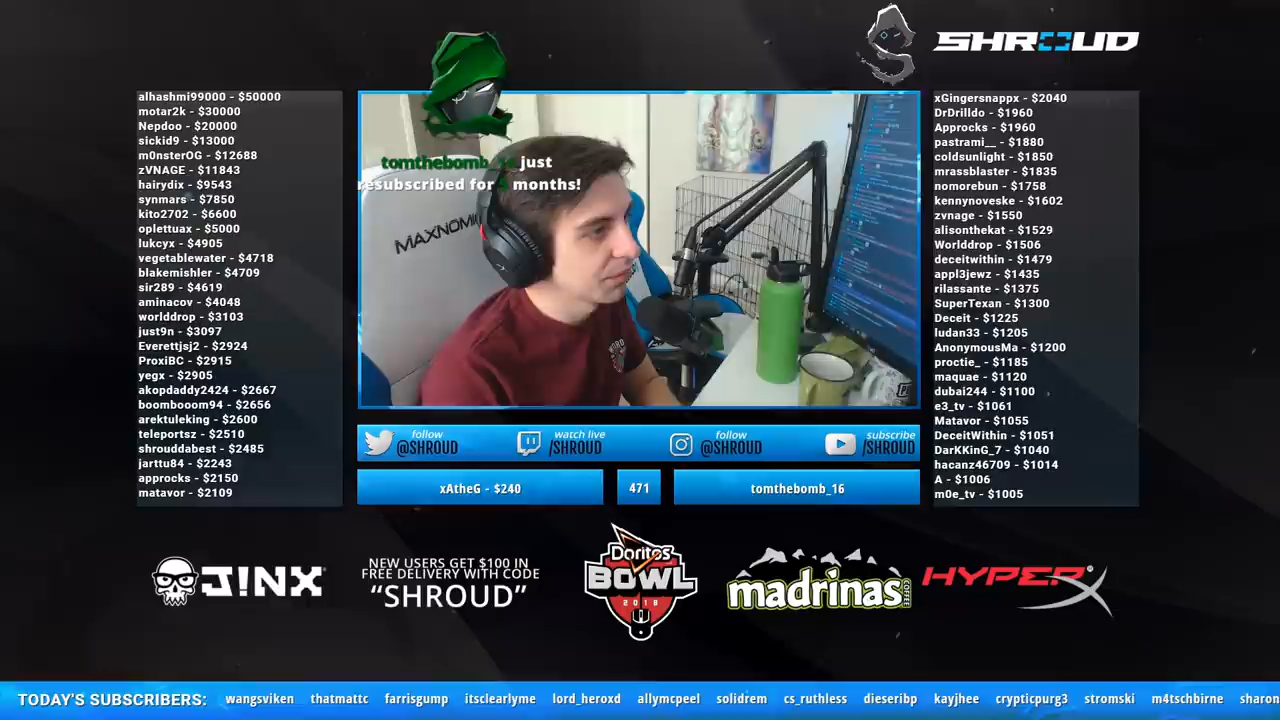 SHROUD
alhashmi99000 - $50000
motar2k - $30000
Nepdoo - $20000
sickid9 - $13000
m0nsterOG - $12688
zVNAGE - $11843
hairydix - $9543
synmars - $7850
kito2702 - $6600
oplettuax - $5000
lukcyx - $4905
vegetablewater - $4718
blakemishler - $4709
sir289 - $4619
aminacov - $4048
worlddrop - $3103
just9n - $3097
Everettjsj2 - $2924
ProxiBC - $2915
yegx - $2905
akopdaddy2424 - $2667
boombooom94 - $2656
arektuleking - $2600
teleportsz - $2510
shrouddabest - $2485
jarttu84 - $2243
approcks - $2150
matavor - $2109
tomthebomb_16 just
resubscribed for months!
MAXNOMIC
xGingersnappx - $2040
DrDrilldo - $1960
Approcks - $1960
pastrami__ - $1880
coldsunlight - $1850
mrassblaster - $1835
nomorebun - $1758
kennynoveske - $1602
zvnage - $1550
alisonthekat - $1529
Worlddrop - $1506
deceitwithin - $1479
appl3jewz - $1435
rilassante - $1375
SuperTexan - $1300
Deceit - $1225
ludan33 - $1205
AnonymousMa - $1200
proctie_ - $1185
maquae - $1120
dubai244 - $1100
e3_tv - $1061
Matavor - $1055
DeceitWithin - $1051
DarKKinG_7 - $1040
hacanz46709 - $1014
A - $1006
m0e_tv - $1005
follow @SHROUD
watch live /SHROUD
follow @SHROUD
subscribe /SHROUD
xAtheG - $240
471
tomthebomb_16
J!NX
NEW USERS GET $100 IN
FREE DELIVERY WITH CODE
“SHROUD”
Doritos
BOWL
2018
madrinas
COFFEE
HYPERX
TODAY'S SUBSCRIBERS: wangsviken thatmattc farrisgump itsclearlyme lord_heroxd allymcpeel solidrem cs_ruthless dieseribp kayjhee crypticpurg3 stromski m4tschbirne sharon